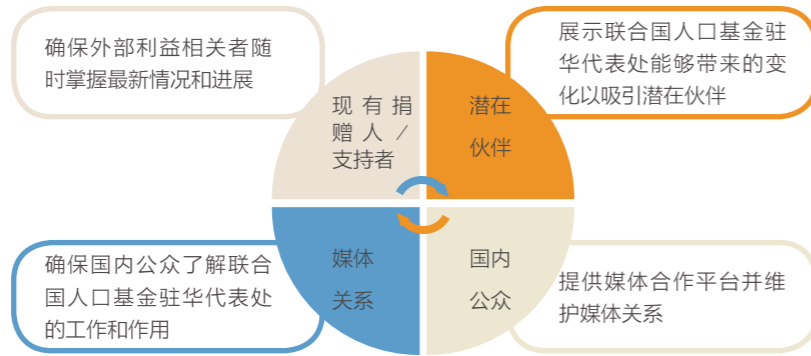 确保外部利益相关者随
时掌握最新情况和进展
展示联合国人口基金驻
华代表处能够带来的变
化以吸引潜在伙伴
现有捐
赠人/
支持者
潜在
伙伴
媒体
关系
国内
公众
确保国内公众了解联合
国人口基金驻华代表处
的工作和作用
提供媒体合作平台并维
护媒体关系